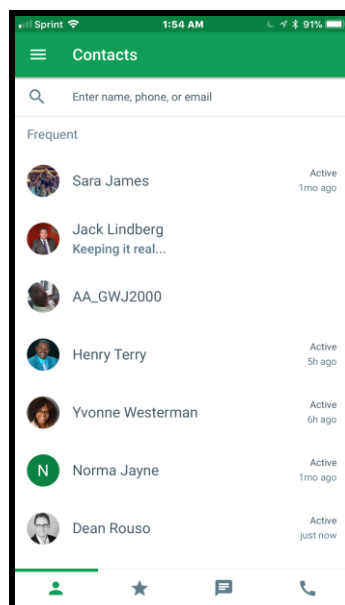 Sprint 1:54 AM 91%
Contacts
Enter name, phone, or email
Frequent
Sara James
Active
1mo ago
Jack Lindberg
Keeping it real...
AA_GWJ2000
Henry Terry
Active
5h ago
Yvonne Westerman
Active
6h ago
N
Norma Jayne
Active
1mo ago
Dean Rouso
Active
just now